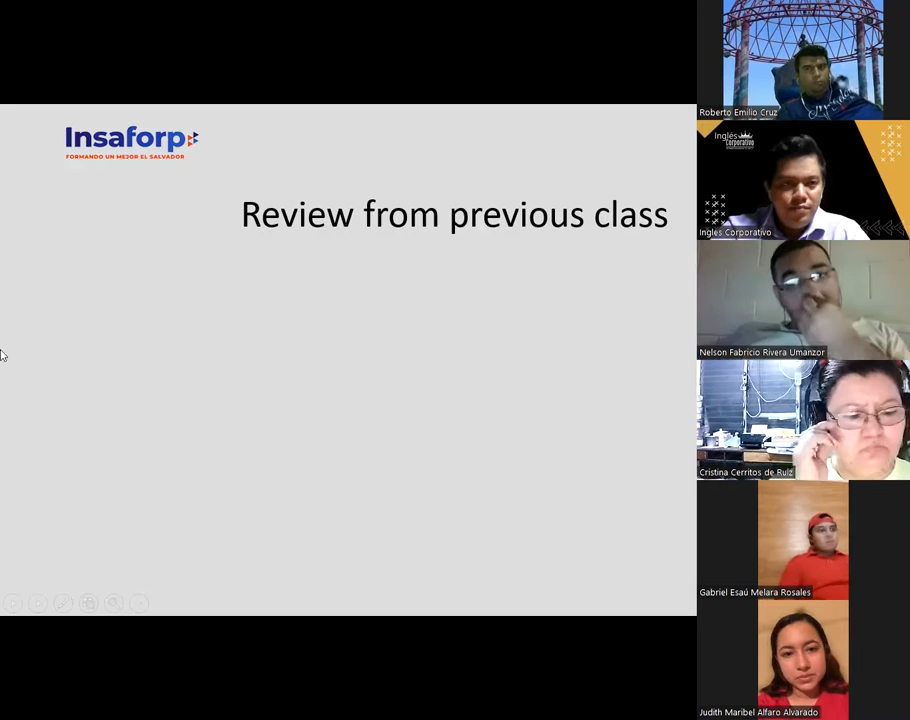 Insaforp
FORMANDO UN MEJOR EL SALVADOR
Review from previous class
Roberto Emilio Cruz
Inglés
Corporativo
Inglés Corporativo
Nelson Fabricio Rivera Umanzor
Cristina Cerritos de Ruiz
Gabriel Esaú Melara Rosales
Judith Maribel Alfaro Alvarado